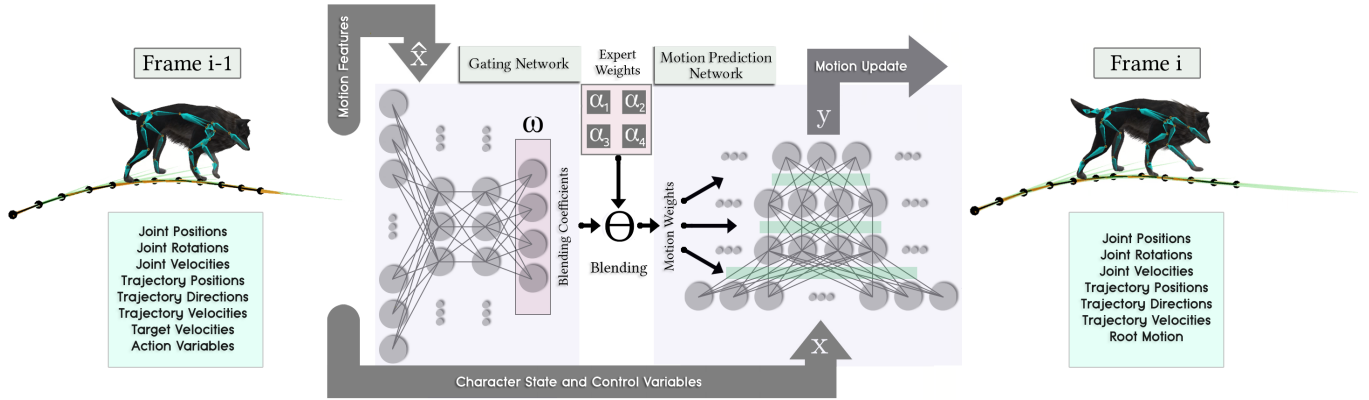 Frame i-1
Joint Positions
Joint Rotations
Joint Velocities
Trajectory Positions
Trajectory Directions
Trajectory Velocities
Target Velocities
Action Variables
Motion Features
x̂
Gating Network
Expert
Weights
Motion Prediction
Network
α1 α2
α3 α4
ω
Blending Coefficients
Θ
Blending
Motion Weights
y
Motion Update
x
Character State and Control Variables
Frame i
Joint Positions
Joint Rotations
Joint Velocities
Trajectory Positions
Trajectory Directions
Trajectory Velocities
Root Motion